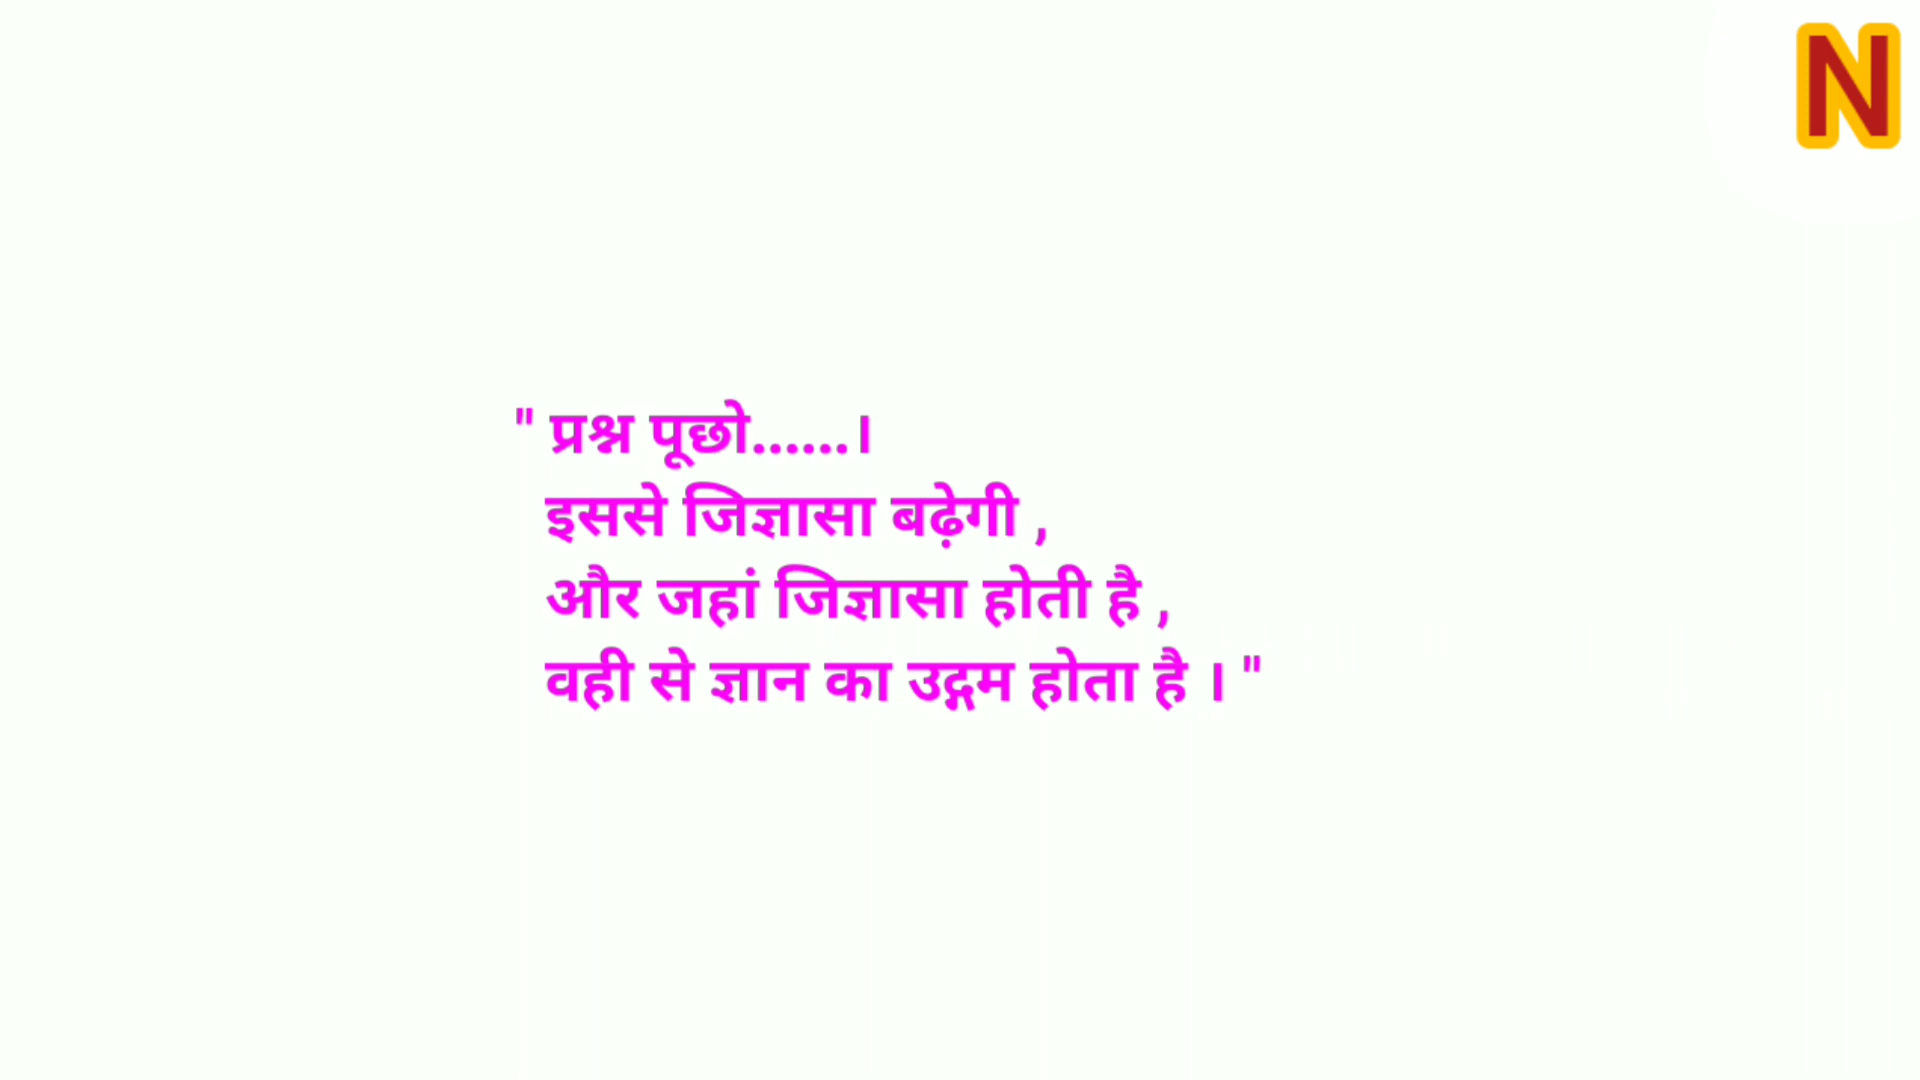 N
" प्रश्न पूछो......।
इससे जिज्ञासा बढ़ेगी ,
और जहां जिज्ञासा होती है ,
वही से ज्ञान का उद्गम होता है । "